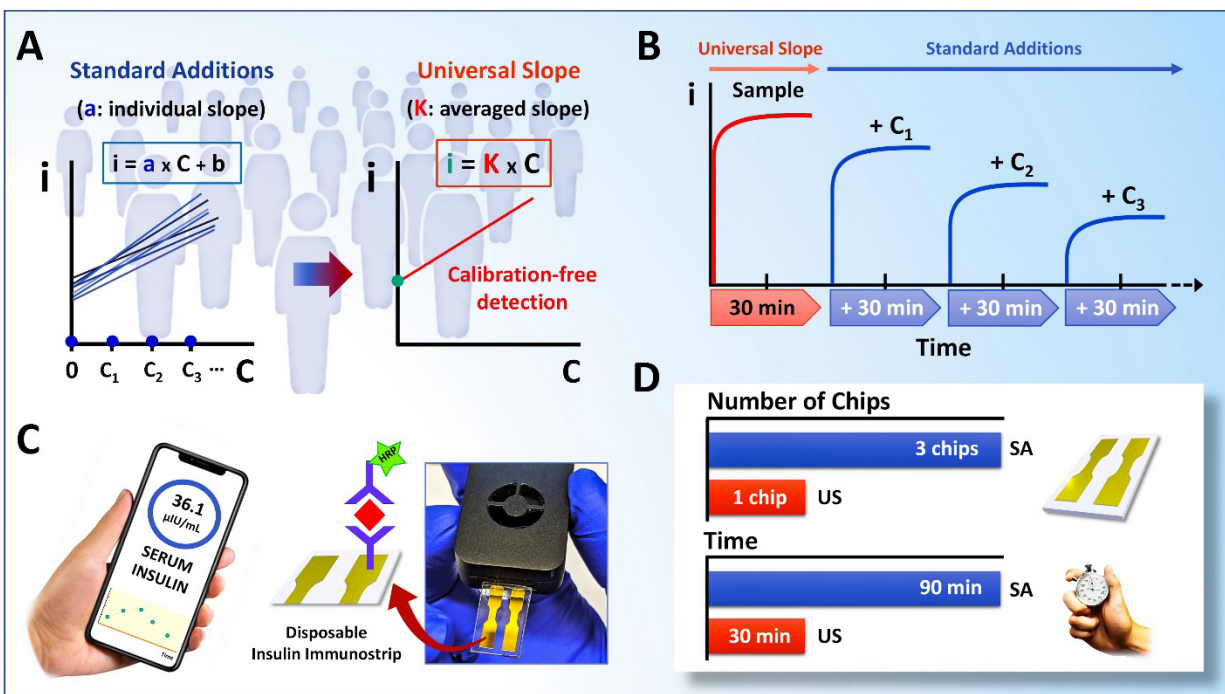 A
Standard Additions
(a: individual slope)
i = a x C + b
i
0 C₁ C₂ C₃ ··· C
Universal Slope
(K: averaged slope)
i = K x C
i
Calibration-free
detection
C
B
Universal Slope
Standard Additions
i
Sample
+ C₁
+ C₂
+ C₃
30 min
+ 30 min
+ 30 min
+ 30 min
Time
C
36.1
µIU/mL
SERUM
INSULIN
Time
HRP
Disposable
Insulin Immunostrip
D
Number of Chips
3 chips SA
1 chip US
Time
90 min SA
30 min US